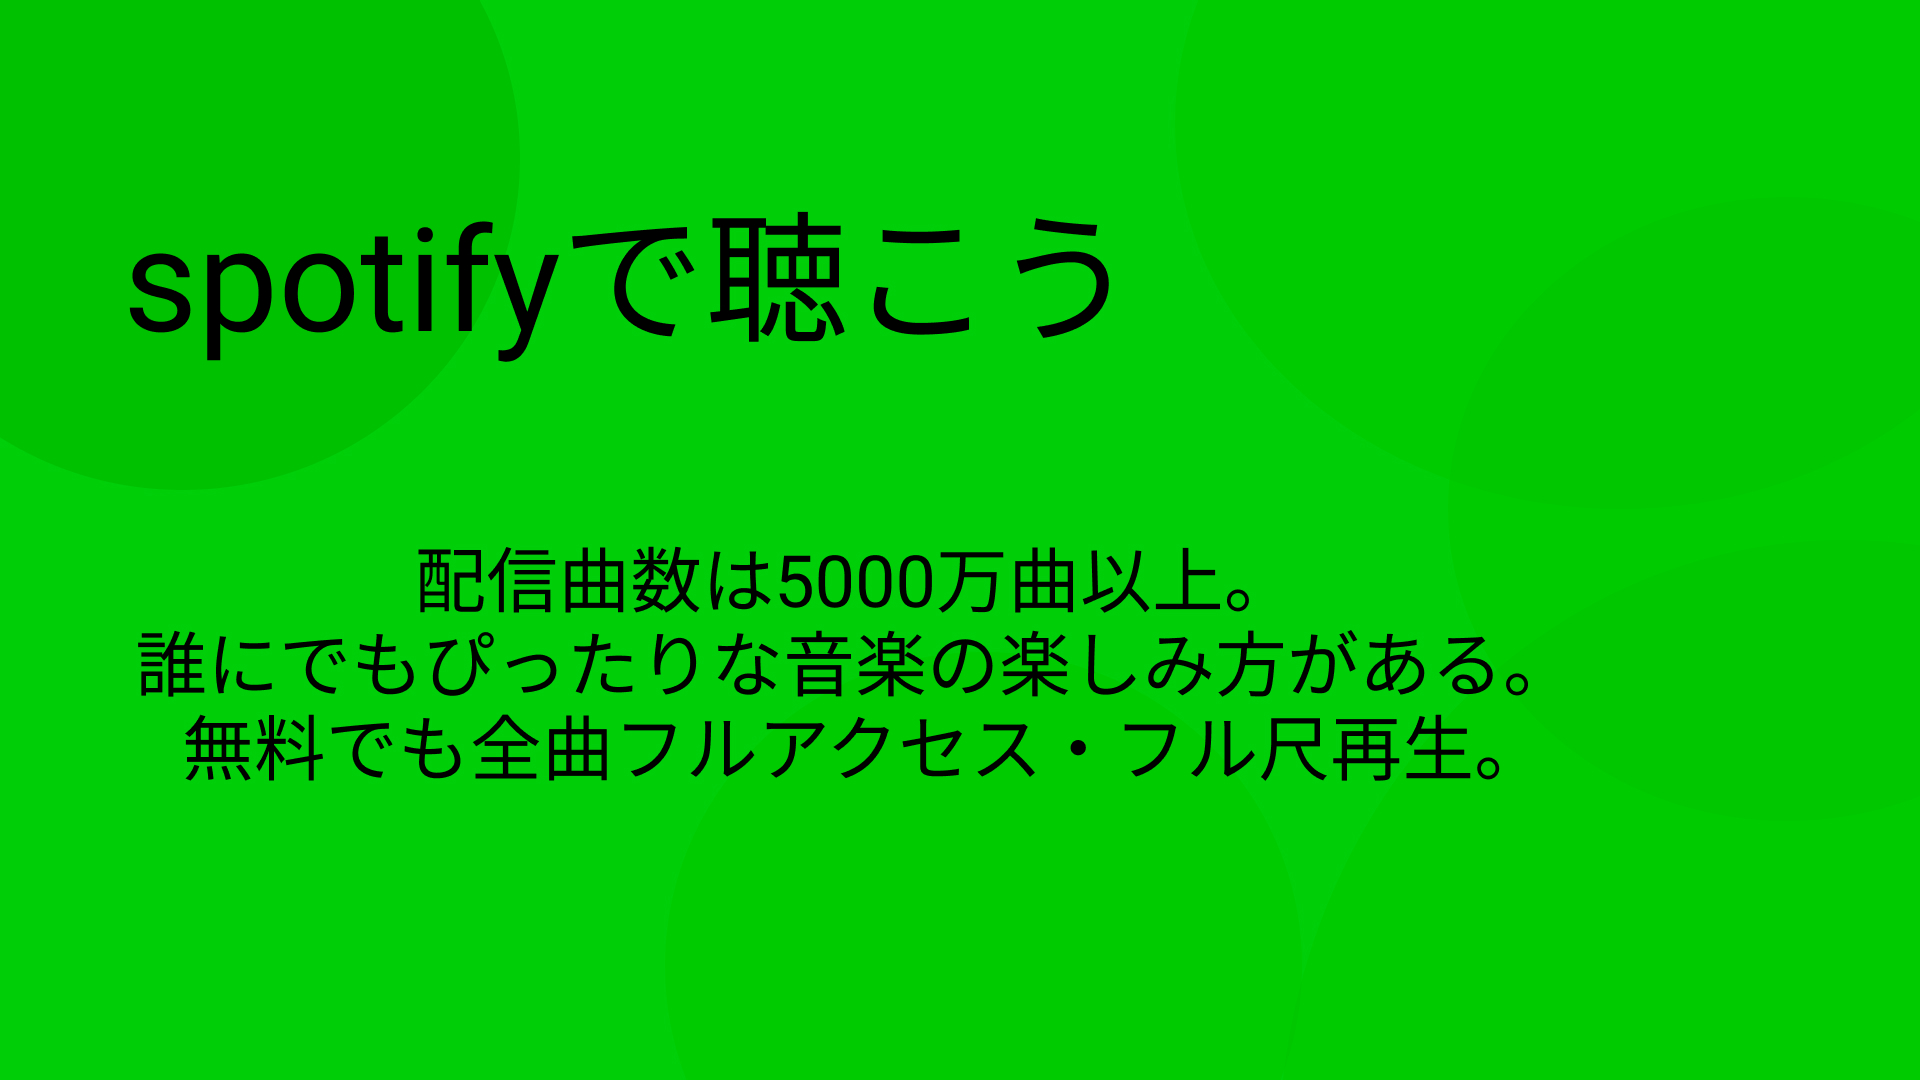 spotifyで聴こう
配信曲数は5000万曲以上。
誰にでもぴったりな音楽の楽しみ方がある。
無料でも全曲フルアクセス・フル尺再生。